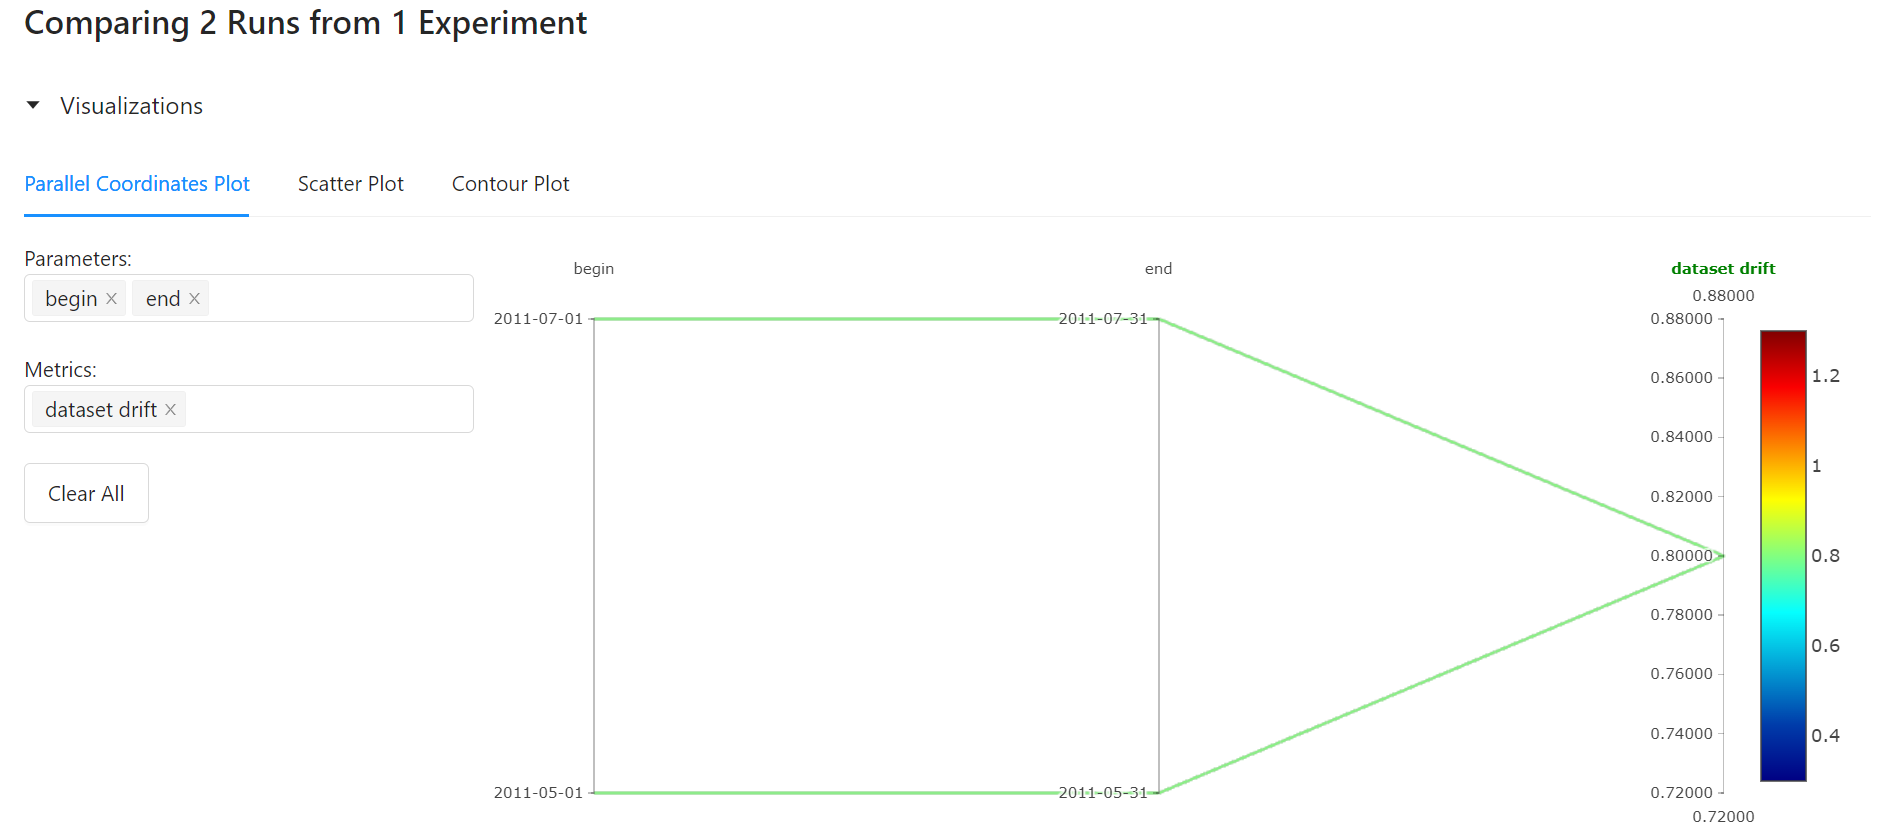 Comparing 2 Runs from 1 Experiment
Visualizations
Parallel Coordinates Plot
Scatter Plot
Contour Plot
Parameters:
begin
end
Metrics:
dataset drift
Clear All
begin
2011-07-01
2011-05-01
end
2011-07-31
2011-05-31
dataset drift
0.88000
0.88000
0.86000
0.84000
0.82000
0.80000
0.78000
0.76000
0.74000
0.72000
0.72000
1.2
1
0.8
0.6
0.4